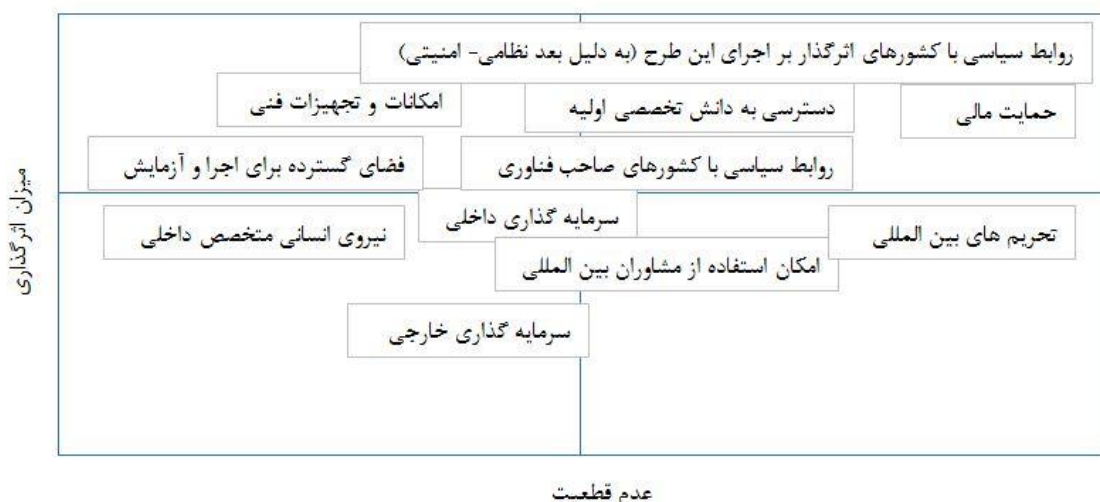 روابط سیاسی با کشورهای اثرگذار بر اجرای این طرح (به دلیل بعد نظامی- امنیتی)
حمایت مالی
دسترسی به دانش تخصصی اولیه
امکانات و تجهیزات فنی
روابط سیاسی با کشورهای صاحب فناوری
فضای گسترده برای اجرا و آزمایش
سرمایه گذاری داخلی
تحریم های بین المللی
نیروی انسانی متخصص داخلی
امکان استفاده از مشاوران بین المللی
سرمایه گذاری خارجی
میزان اثرگذاری
عدم قطعیت